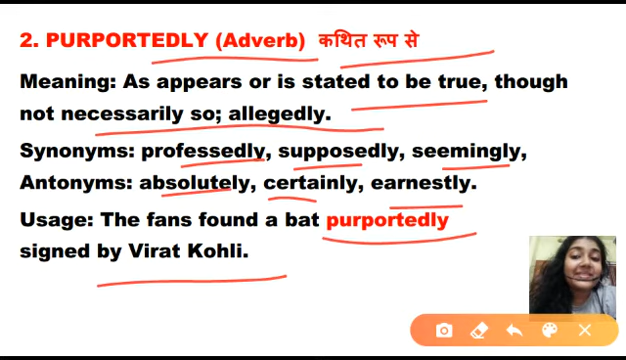 2. PURPORTEDLY (Adverb) कथित रूप से
Meaning: As appears or is stated to be true, though
not necessarily so; allegedly.
Synonyms: professedly, supposedly, seemingly,
Antonyms: absolutely, certainly, earnestly.
Usage: The fans found a bat purportedly
signed by Virat Kohli.